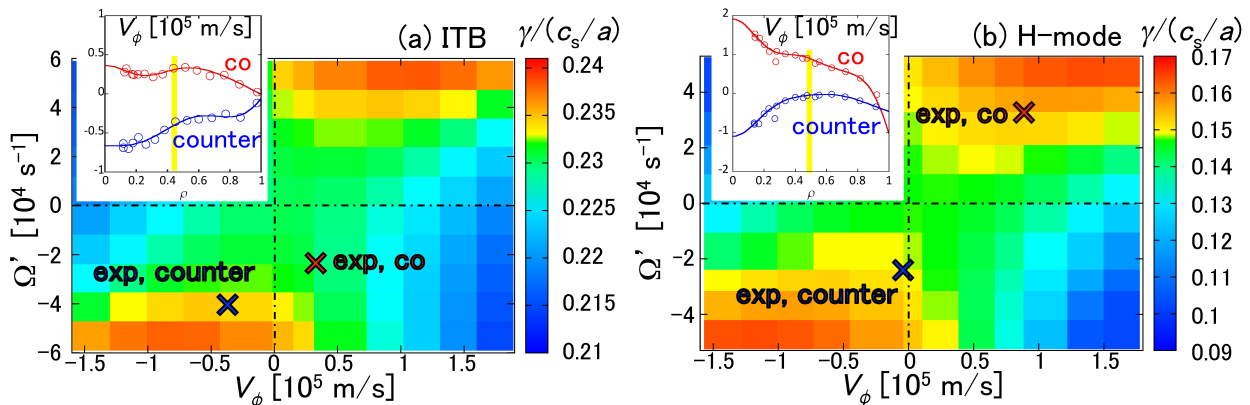 (a) ITB
γ/(cs/a)
Vϕ [10⁵ m/s]
1
0.5
0
-0.5
-1
0 0.2 0.4 0.6 0.8 1
ρ
co
counter
6
4
2
0
−2
−4
−6
Ω' [10⁴ s⁻¹]
exp, counter
exp, co
−1.5 −1 −0.5 0 0.5 1 1.5
Vϕ [10⁵ m/s]
0.24
0.235
0.23
0.225
0.22
0.215
0.21
(b) H−mode
γ/(cs/a)
Vϕ [10⁵ m/s]
2
1
0
-1
-2
0 0.2 0.4 0.6 0.8 1
ρ
co
counter
4
2
0
−2
−4
Ω' [10⁴ s⁻¹]
exp, co
exp, counter
−1.5 −1 −0.5 0 0.5 1 1.5
Vϕ [10⁵ m/s]
0.17
0.16
0.15
0.14
0.13
0.12
0.11
0.1
0.09